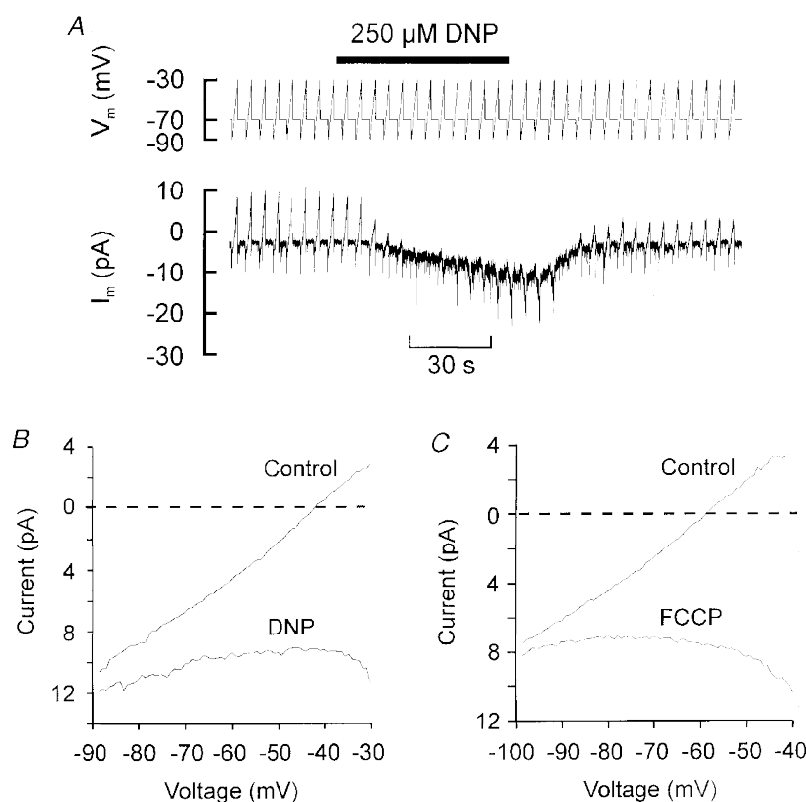 A
250 µM DNP
V_m (mV)
-30
-70
-90
I_m (pA)
10
0
-10
-20
-30
30 s
B
Current (pA)
4
0
4
8
12
Control
DNP
-90 -80 -70 -60 -50 -40 -30
Voltage (mV)
C
Current (pA)
4
0
4
8
12
Control
FCCP
-100 -90 -80 -70 -60 -50 -40
Voltage (mV)